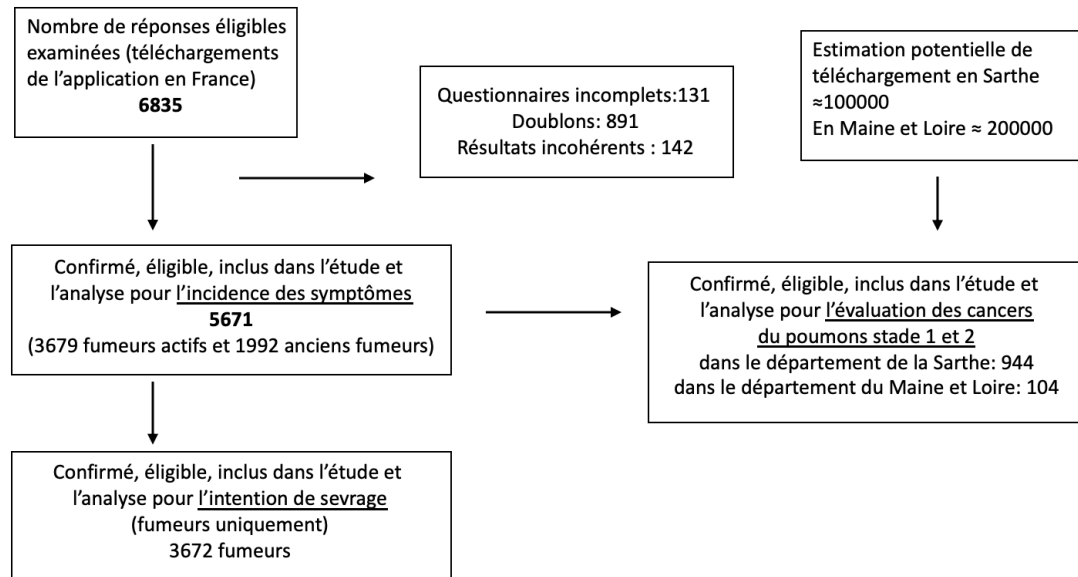 Nombre de réponses éligibles
examinées (téléchargements
de l’application en France)
6835
Questionnaires incomplets:131
Doublons: 891
Résultats incohérents : 142
Estimation potentielle de
téléchargement en Sarthe
≈100000
En Maine et Loire ≈ 200000
Confirmé, éligible, inclus dans l’étude et
l’analyse pour l’incidence des symptômes
5671
(3679 fumeurs actifs et 1992 anciens fumeurs)
Confirmé, éligible, inclus dans l’étude et
l’analyse pour l’évaluation des cancers
du poumons stade 1 et 2
dans le département de la Sarthe: 944
dans le département du Maine et Loire: 104
Confirmé, éligible, inclus dans l’étude et
l’analyse pour l’intention de sevrage
(fumeurs uniquement)
3672 fumeurs